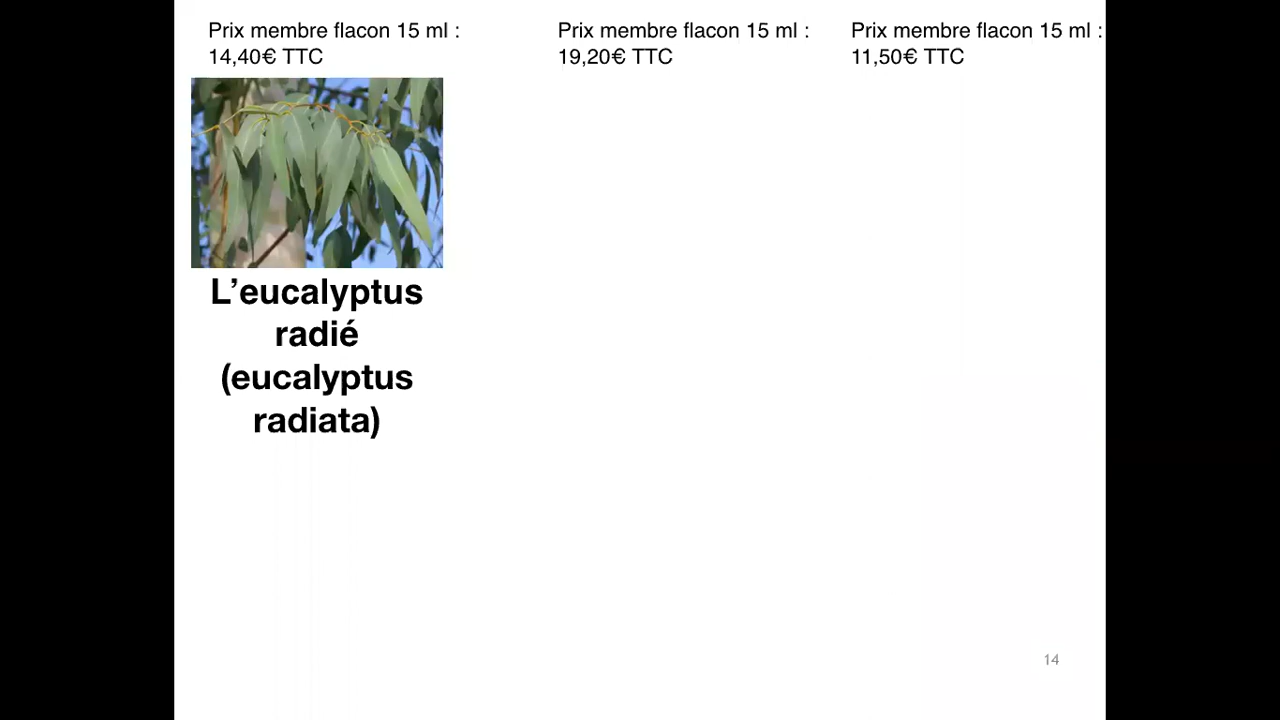 Prix membre flacon 15 ml :
14,40€ TTC
Prix membre flacon 15 ml :
19,20€ TTC
Prix membre flacon 15 ml :
11,50€ TTC
L’eucalyptus
radié
(eucalyptus
radiata)
14